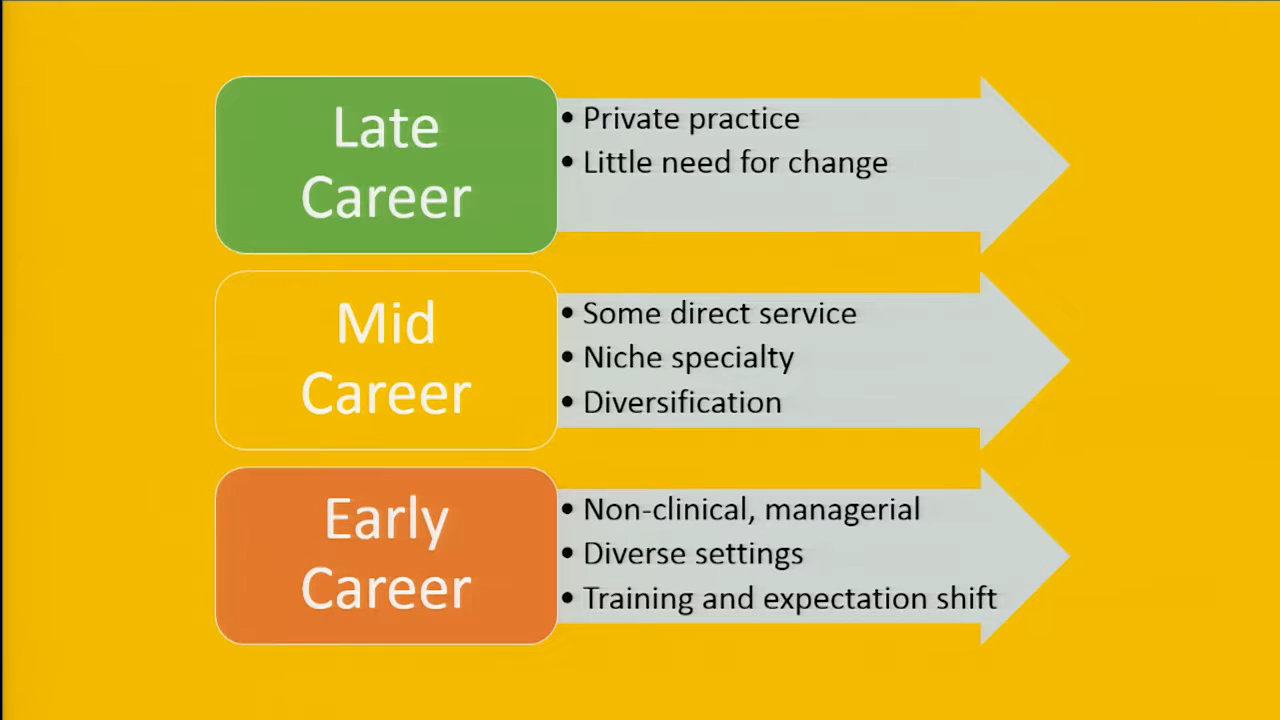 Late
Career
• Private practice
• Little need for change
Mid
Career
• Some direct service
• Niche specialty
• Diversification
Early
Career
• Non-clinical, managerial
• Diverse settings
• Training and expectation shift